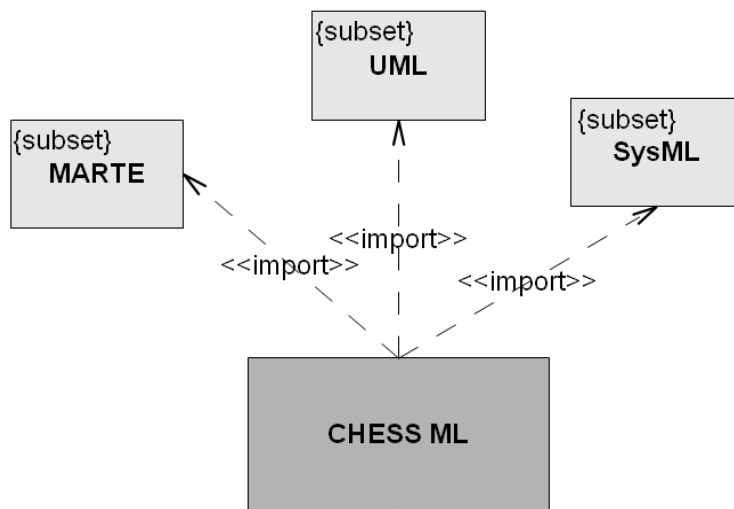 {subset}
UML
{subset}
MARTE
{subset}
SysML
<<import>>
<<import>>
<<import>>
CHESS ML